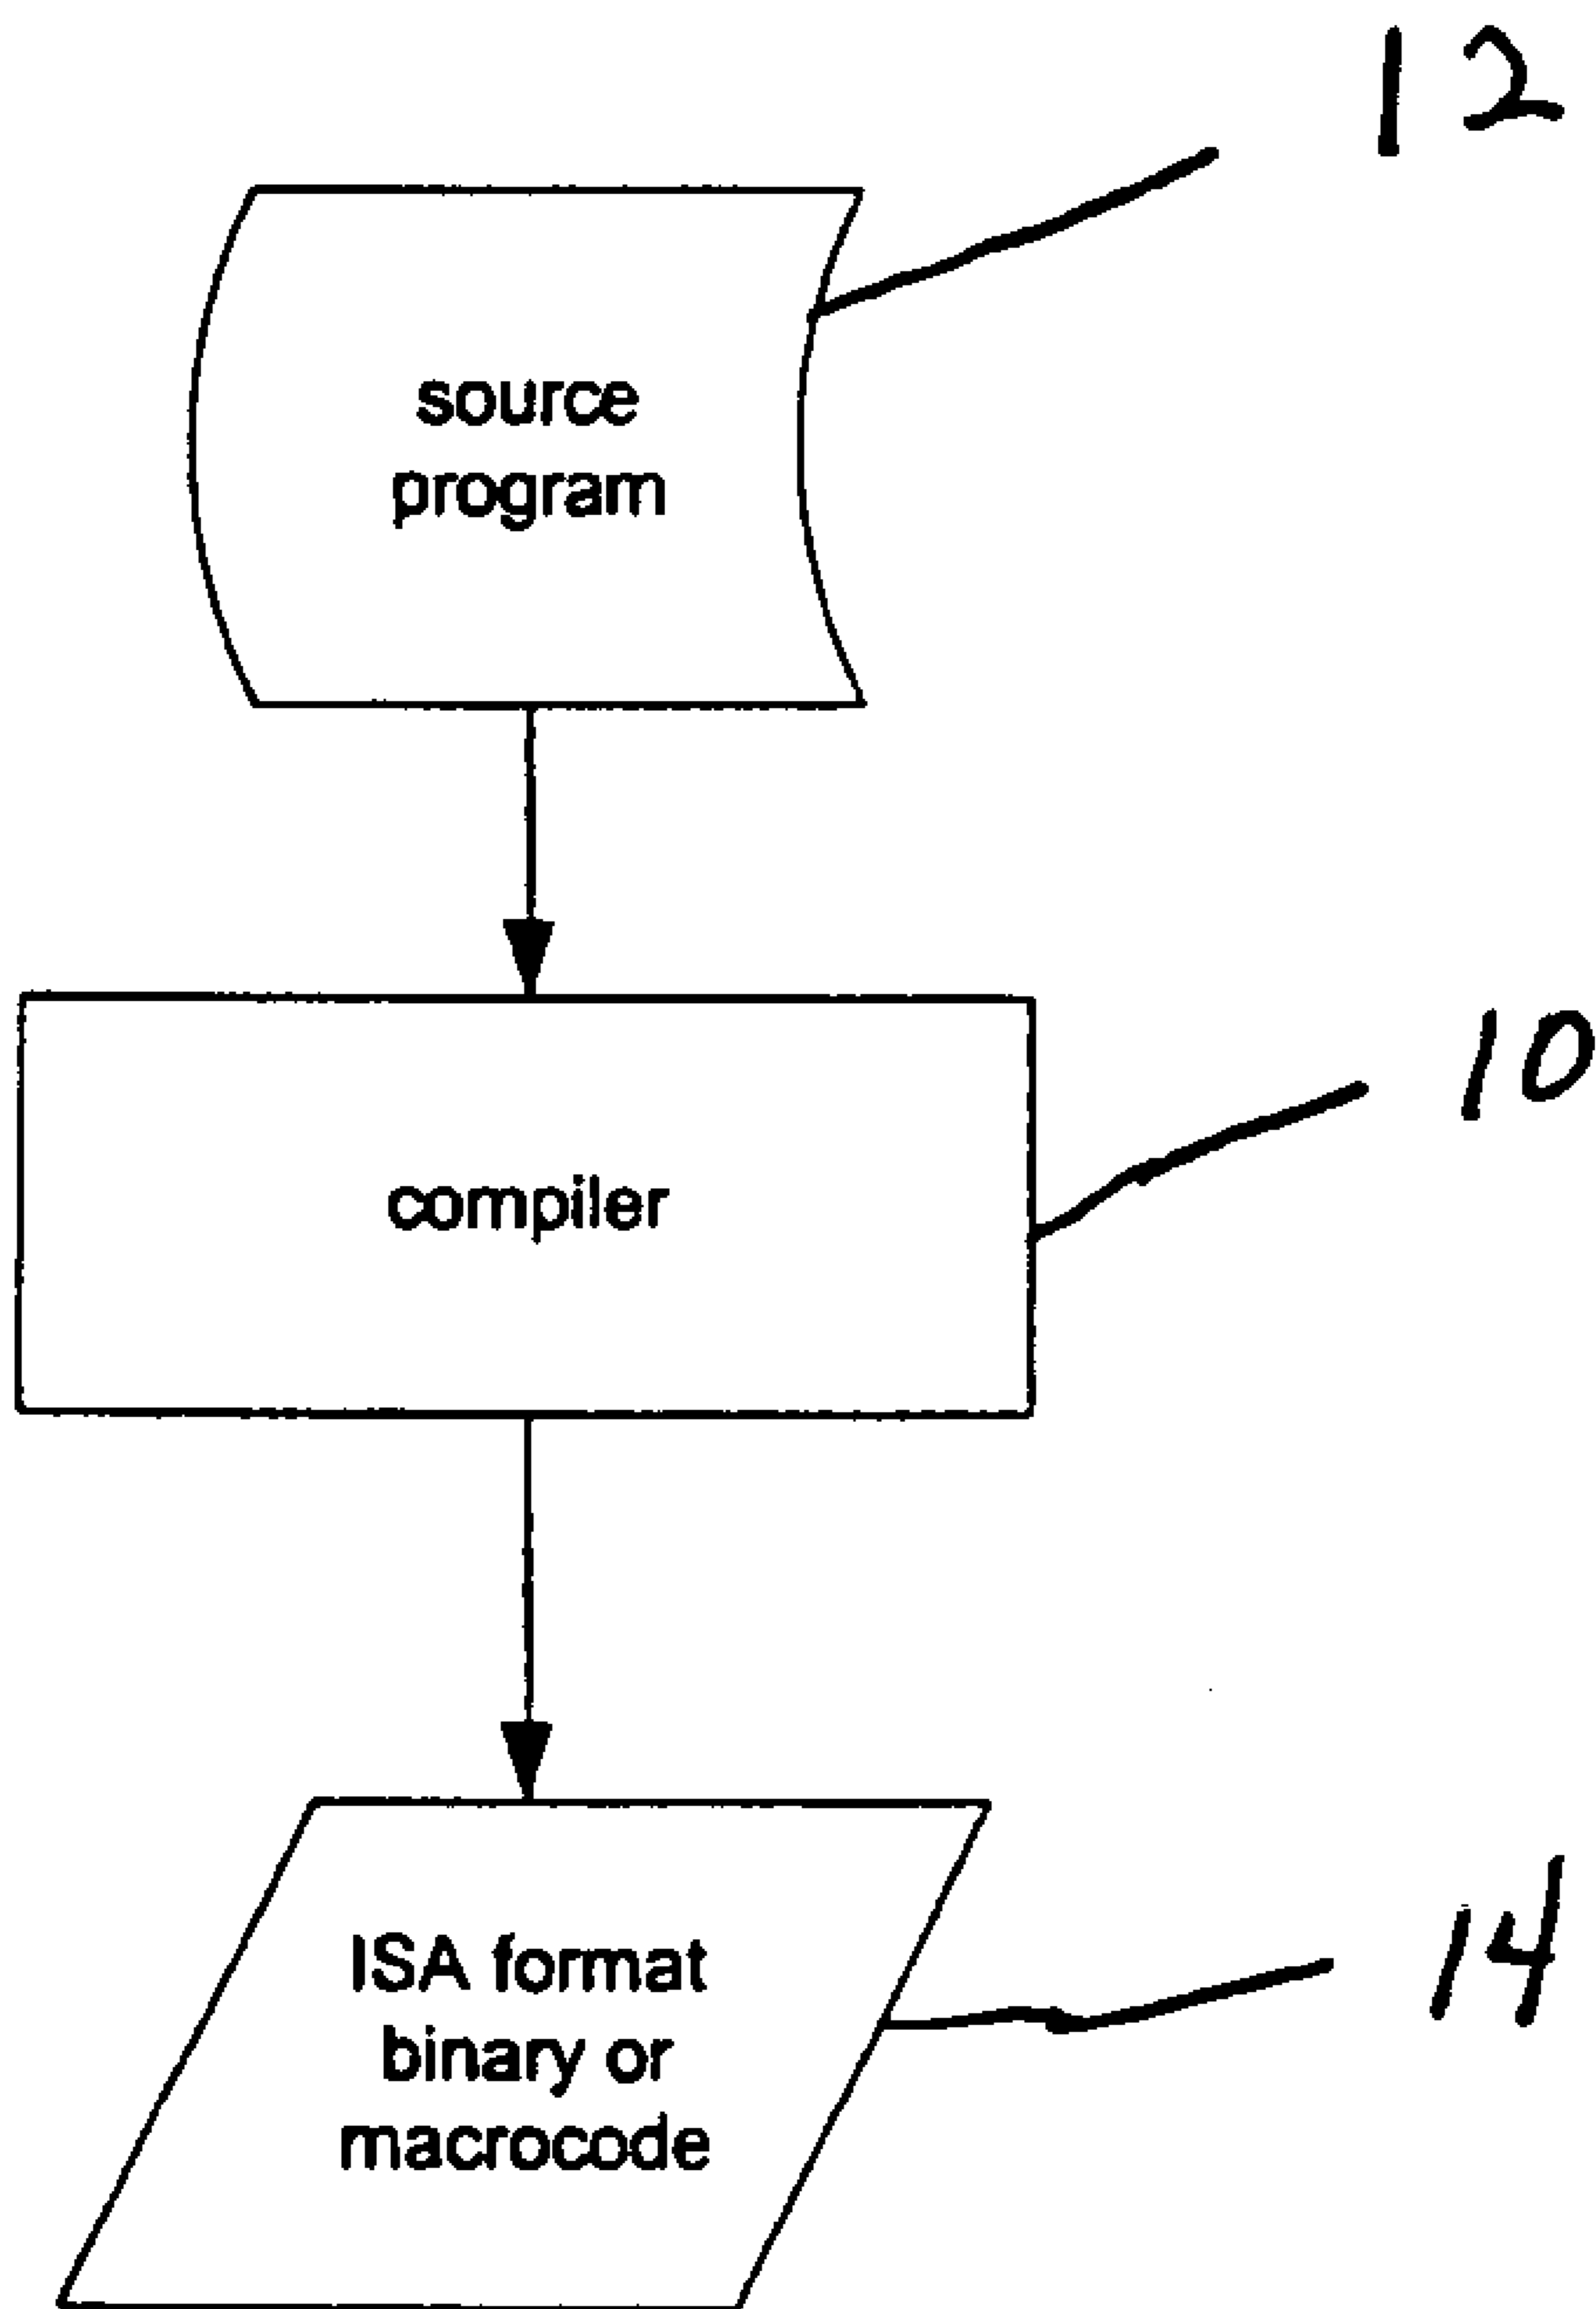 12
source
program
10
compiler
14
ISA format
binary or
macrocode